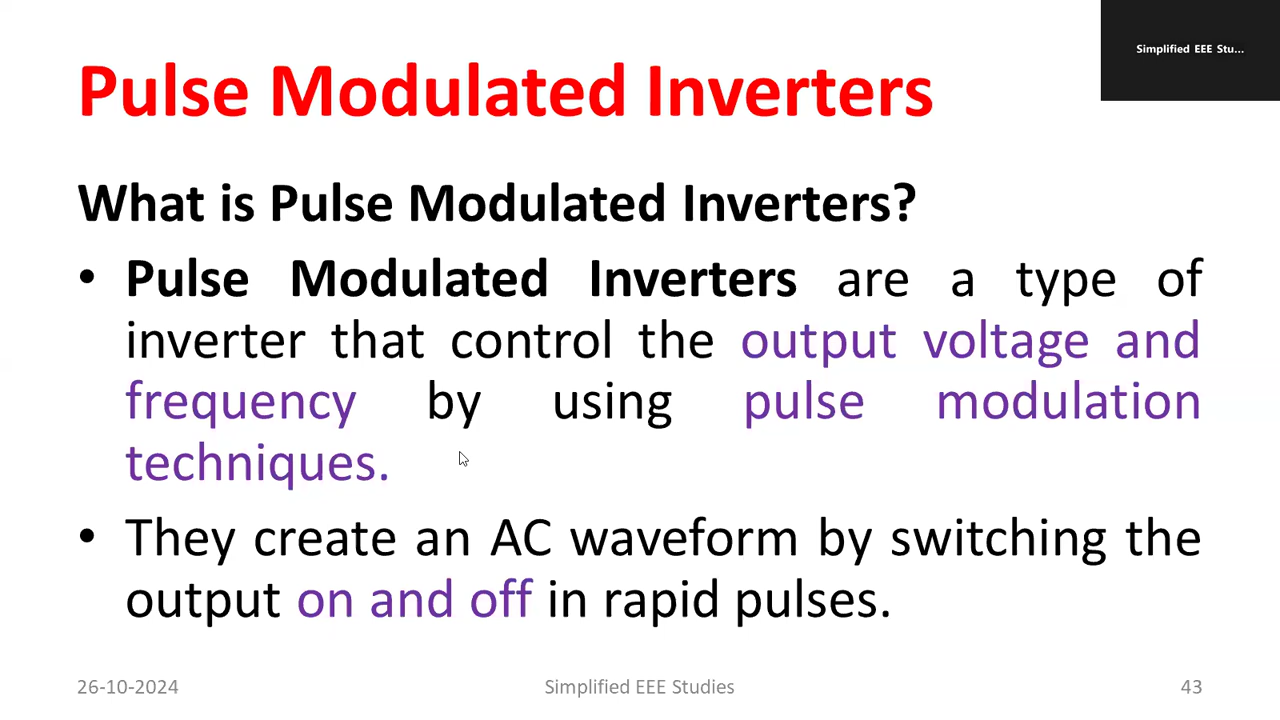 Simplified EEE Stu...
Pulse Modulated Inverters
What is Pulse Modulated Inverters?
• Pulse Modulated Inverters are a type of
inverter that control the output voltage and
frequency by using pulse modulation
techniques.
• They create an AC waveform by switching the
output on and off in rapid pulses.
26-10-2024
Simplified EEE Studies
43